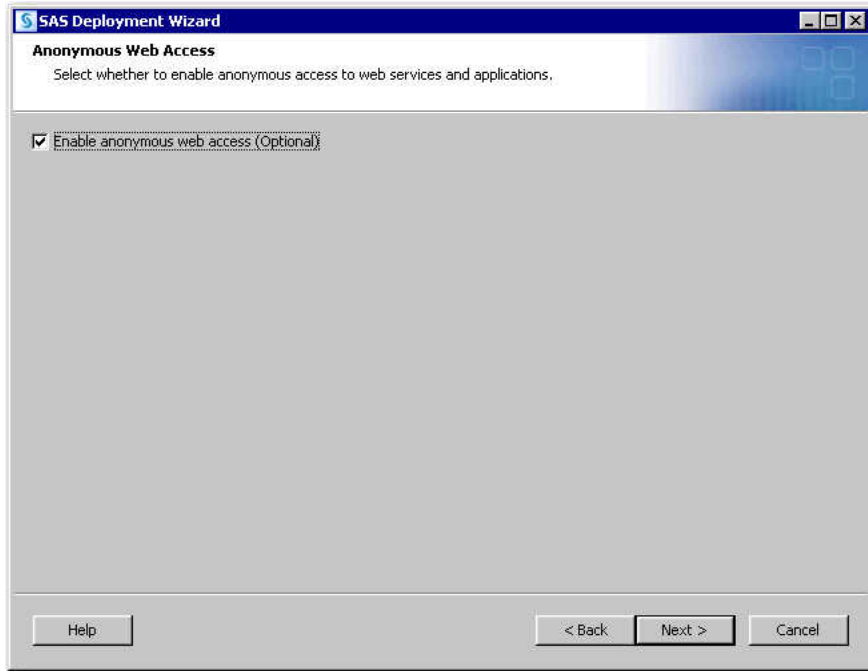 SAS Deployment Wizard
Anonymous Web Access
Select whether to enable anonymous access to web services and applications.
Enable anonymous web access (Optional)
Help
< Back
Next >
Cancel